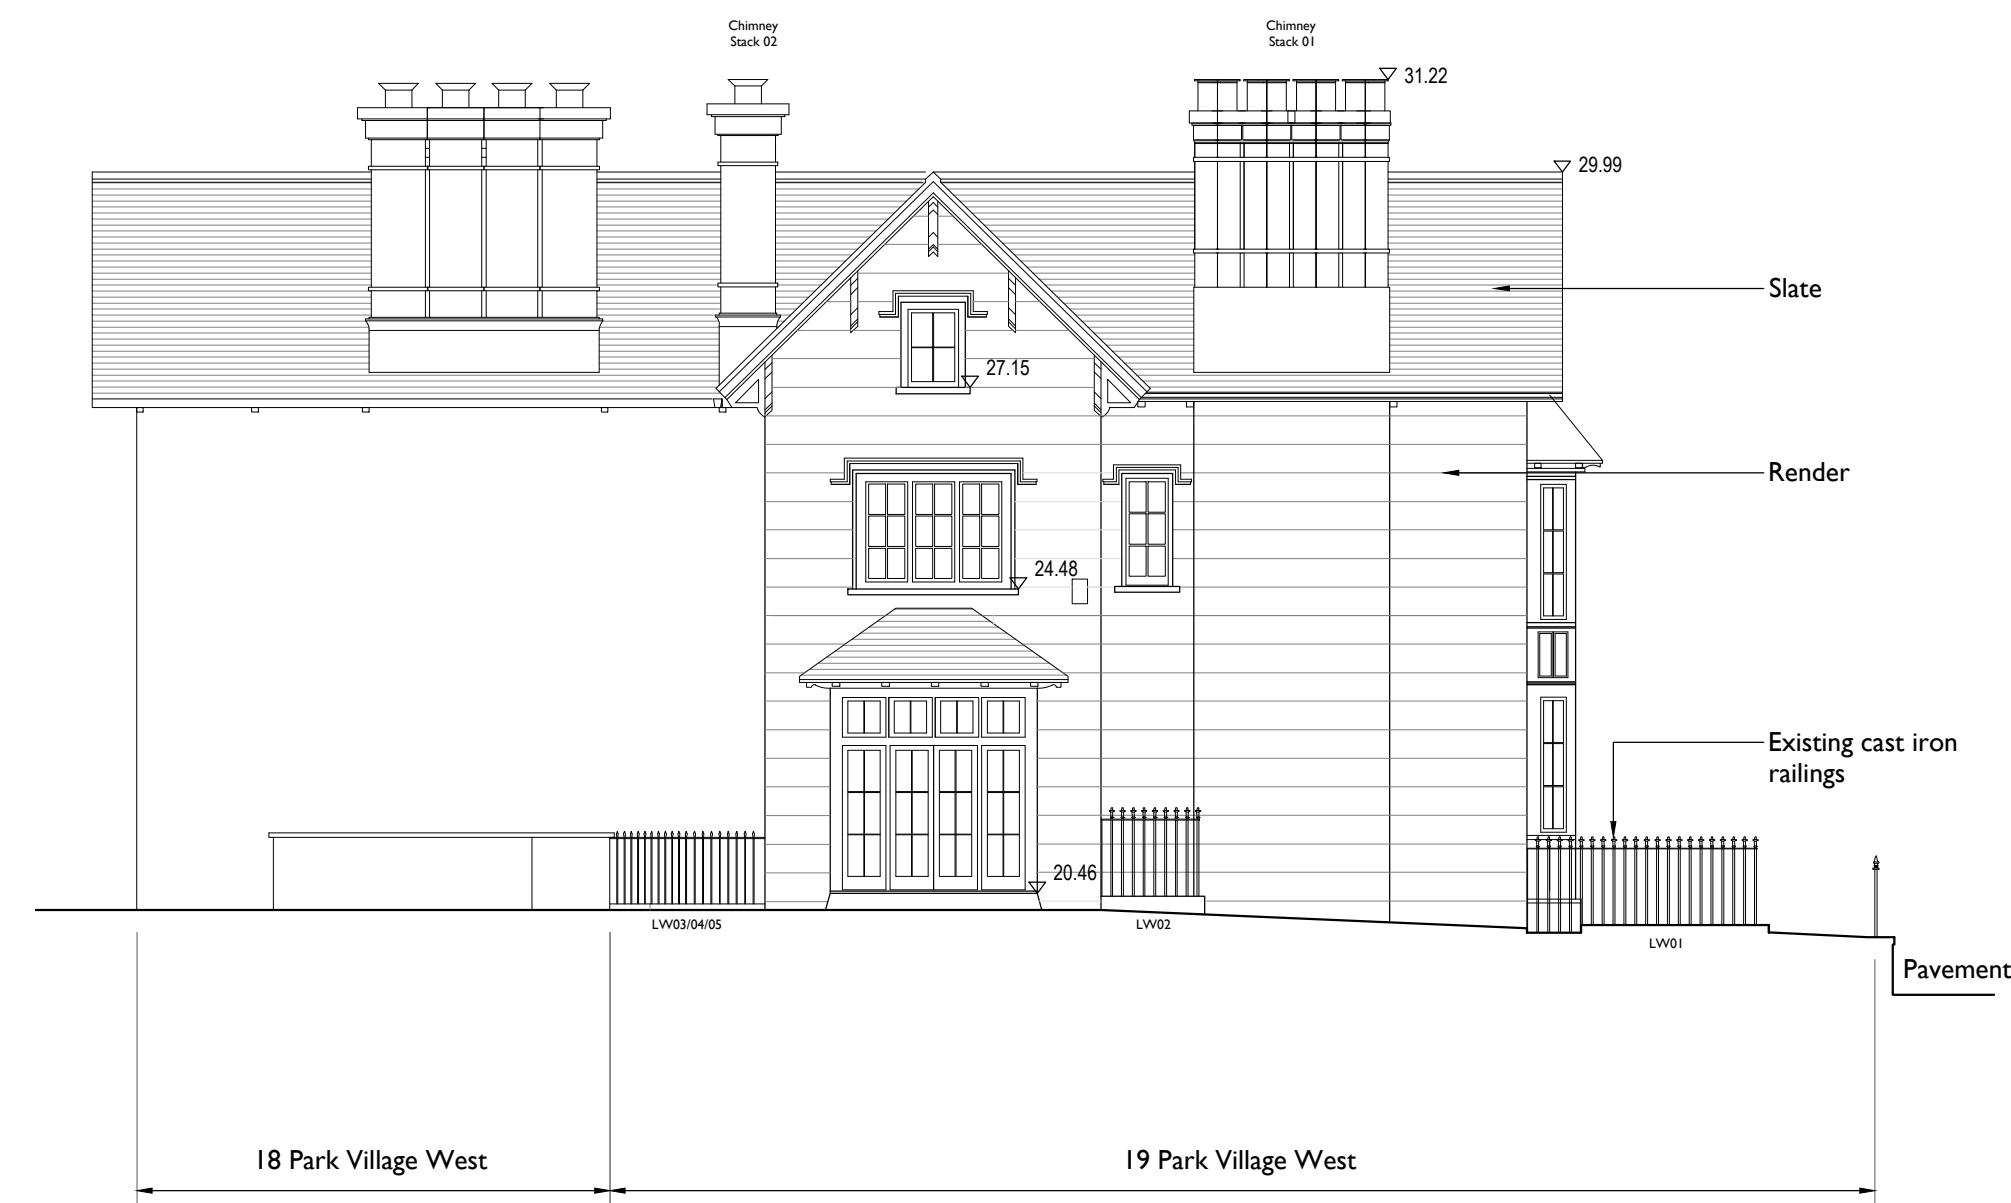 Chimney
Stack 02
Chimney
Stack 01
31.22
29.99
Slate
27.15
Render
24.48
Existing cast iron
railings
20.46
LW03/04/05
LW02
LW01
Pavement
18 Park Village West
19 Park Village West